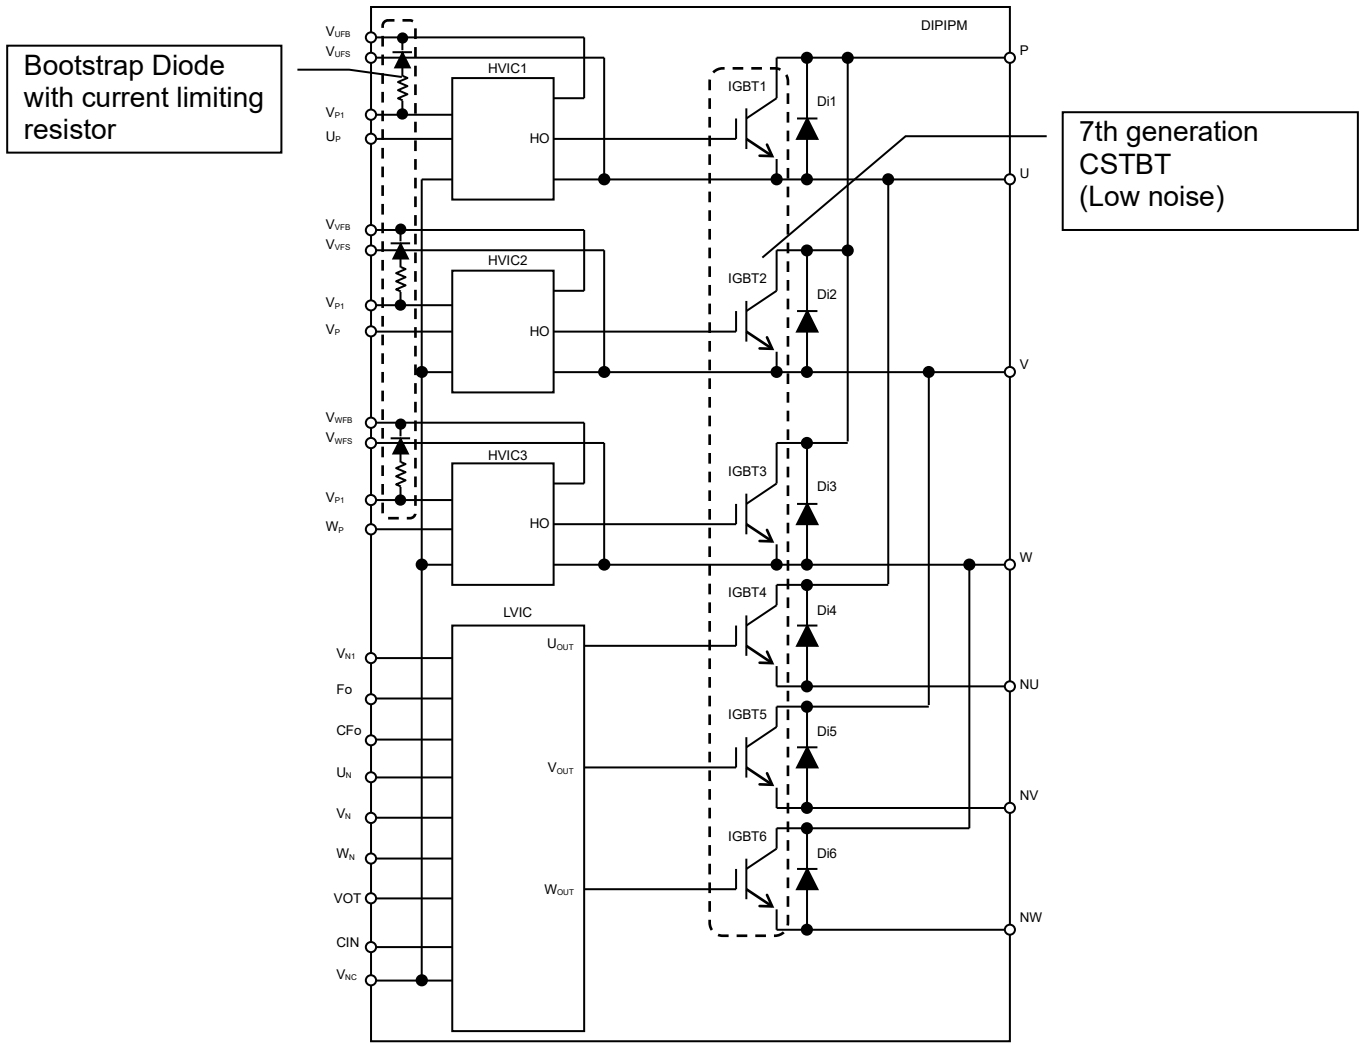 DIPIPM
Bootstrap Diode
with current limiting
resistor
7th generation
CSTBT
(Low noise)
VUFB
VUFS
VP1
UP
HVIC1
HO
IGBT1
Di1
P
U
VVFB
VVFS
VP1
VP
HVIC2
HO
IGBT2
Di2
V
VWFB
VWFS
VP1
WP
HVIC3
HO
IGBT3
Di3
W
LVIC
UOUT
VOUT
WOUT
IGBT4
Di4
NU
IGBT5
Di5
NV
IGBT6
Di6
NW
VN1
Fo
CFo
UN
VN
WN
VOT
CIN
VNC